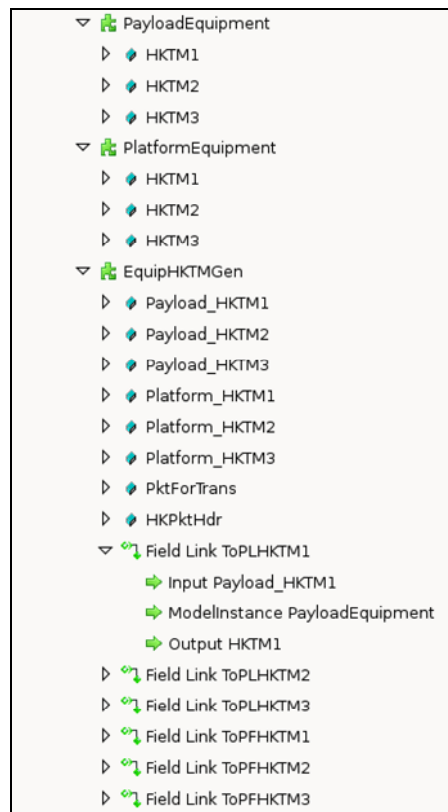 PayloadEquipment
HKTM1
HKTM2
HKTM3
PlatformEquipment
HKTM1
HKTM2
HKTM3
EquipHKTMGen
Payload_HKTM1
Payload_HKTM2
Payload_HKTM3
Platform_HKTM1
Platform_HKTM2
Platform_HKTM3
PktForTrans
HKPktHdr
Field Link ToPLHKTM1
Input Payload_HKTM1
ModelInstance PayloadEquipment
Output HKTM1
Field Link ToPLHKTM2
Field Link ToPLHKTM3
Field Link ToPFHKTM1
Field Link ToPFHKTM2
Field Link ToPFHKTM3